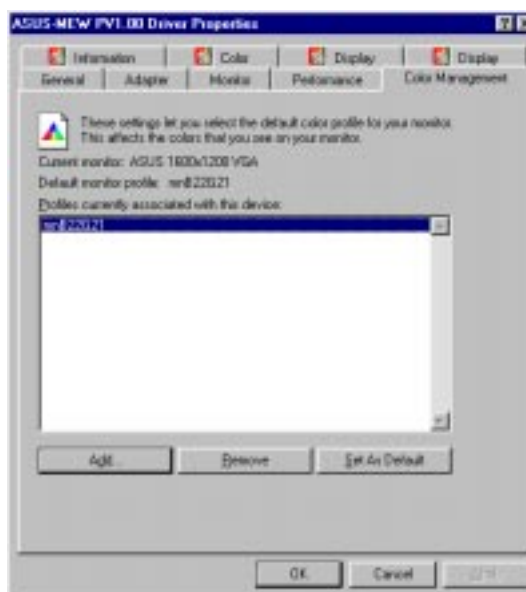 ASUS-MEW PV1.00 Driver Properties
Information Color Display Display
General Adapter Monitor Performance Color Management
These settings let you select the default color profile for your monitor.
This affects the colors that you see on your monitor.
Current monitor: ASUS 1600x1200 VGA
Default monitor profile: mnB22G21
Profiles currently associated with this device:
mnB22G21
Add... Remove Set As Default
OK Cancel